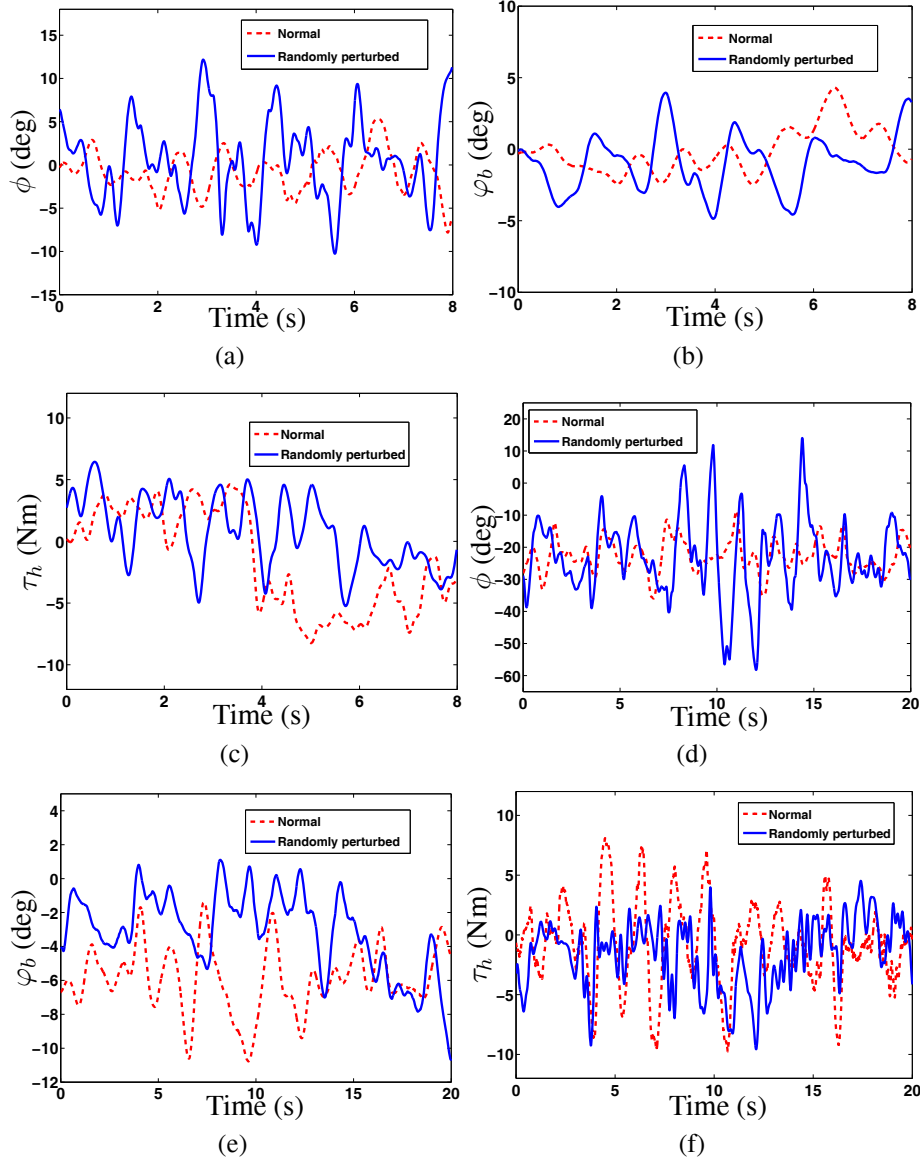 Normal
Randomly perturbed
15
10
5
0
−5
−10
−15
ϕ (deg)
0 2 4 6 8
Time (s)
(a)
Normal
Randomly perturbed
10
5
0
−5
−10
φb (deg)
0 2 4 6 8
Time (s)
(b)
Normal
Randomly perturbed
10
5
0
−5
−10
τh (Nm)
0 2 4 6 8
Time (s)
(c)
Normal
Randomly perturbed
20
10
0
−10
−20
−30
−40
−50
−60
ϕ (deg)
0 5 10 15 20
Time (s)
(d)
Normal
Randomly perturbed
4
2
0
−2
−4
−6
−8
−10
−12
φb (deg)
0 5 10 15 20
Time (s)
(e)
Normal
Randomly perturbed
10
5
0
−5
−10
τh (Nm)
0 5 10 15 20
Time (s)
(f)